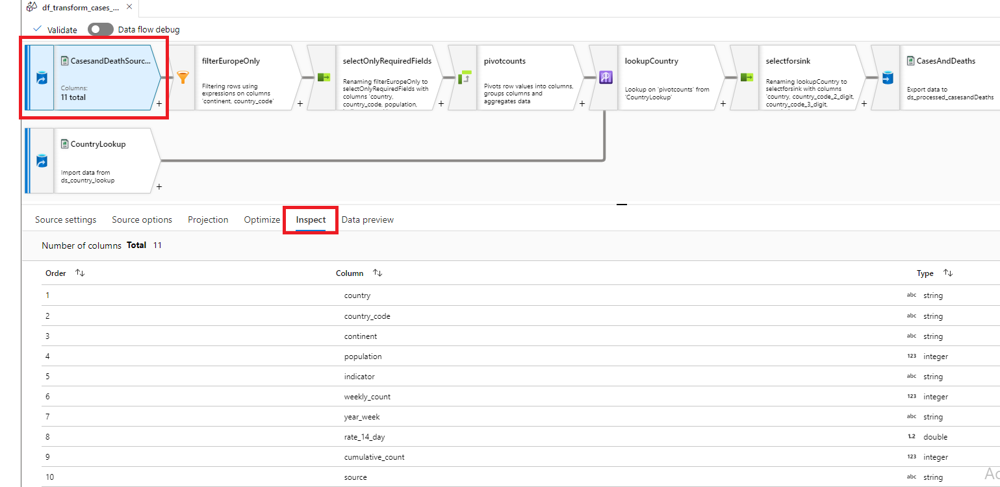 df_transform_cases_...
Validate
Data flow debug
CasesandDeathSourc...
Columns:
11 total
filterEuropeOnly
Filtering rows using
expressions on columns
'continent, country_code'
selectOnlyRequiredFields
Renaming filterEuropeOnly to
selectOnlyRequiredFields with
columns 'country,
country_code, population,
pivotcounts
Pivots row values into columns,
groups columns and
aggregates data
lookupCountry
Lookup on 'pivotcounts' from
'CountryLookup'
selectforsink
Renaming lookupCountry to
selectforsink with columns
'country, country_code_2_digit,
country_code_3_digit,
CasesAndDeaths
Export data to
ds_processed_casesandDeaths
+ + + + + +
CountryLookup
Import data from
ds_country_lookup
+
Source settings Source options Projection Optimize Inspect Data preview
Number of columns Total 11
Order Column Type
1 country abc string
2 country_code abc string
3 continent abc string
4 population 123 integer
5 indicator abc string
6 weekly_count 123 integer
7 year_week abc string
8 rate_14_day 1.2 double
9 cumulative_count 123 integer
10 source abc string